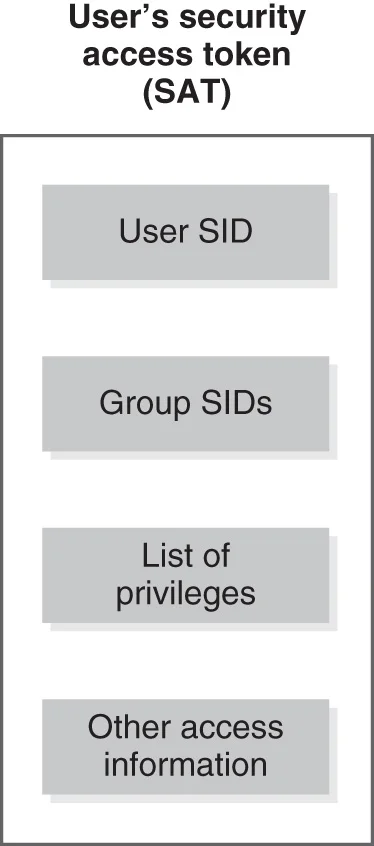 User’s security
access token
(SAT)
User SID
Group SIDs
List of
privileges
Other access
information